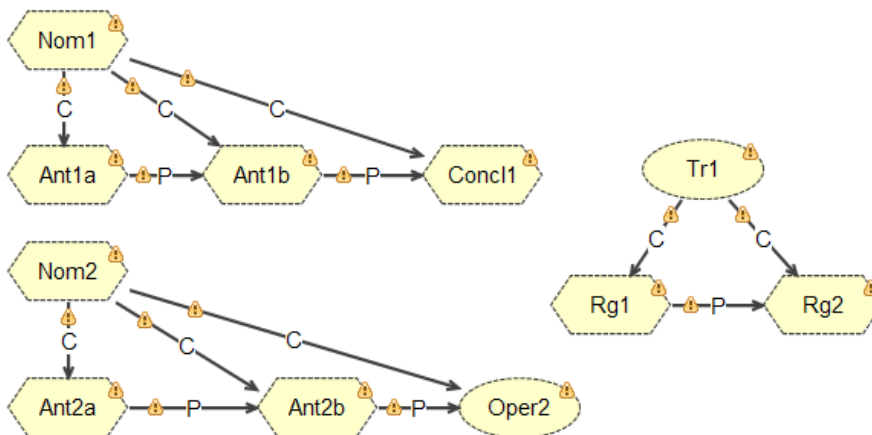 Nom1
C
C
C
Ant1a
P
Ant1b
P
Concl1
Tr1
C
C
Rg1
P
Rg2
Nom2
C
C
C
Ant2a
P
Ant2b
P
Oper2